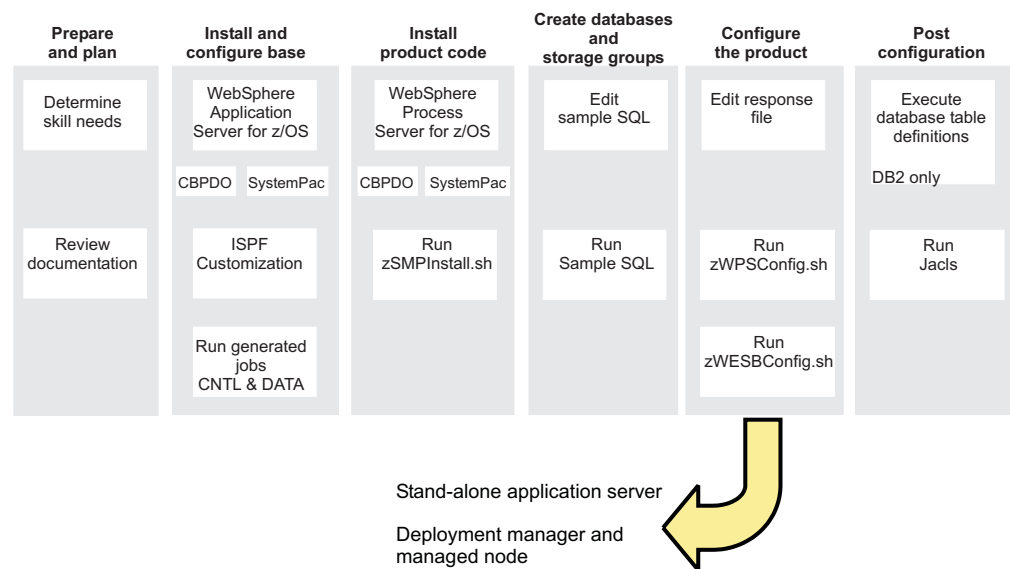 Prepare
and plan
Install and
configure base
Install
product code
Create databases
and
storage groups
Configure
the product
Post
configuration
Determine
skill needs
Review
documentation
WebSphere
Application
Server for z/OS
CBPDO
SystemPac
ISPF
Customization
Run generated
jobs
CNTL & DATA
WebSphere
Process
Server for z/OS
CBPDO
SystemPac
Run
zSMPInstall.sh
Edit
sample SQL
Run
Sample SQL
Edit response
file
Run
zWPSConfig.sh
Run
zWESBConfig.sh
Execute
database table
definitions
DB2 only
Run
Jacls
Stand-alone application server
Deployment manager and
managed node